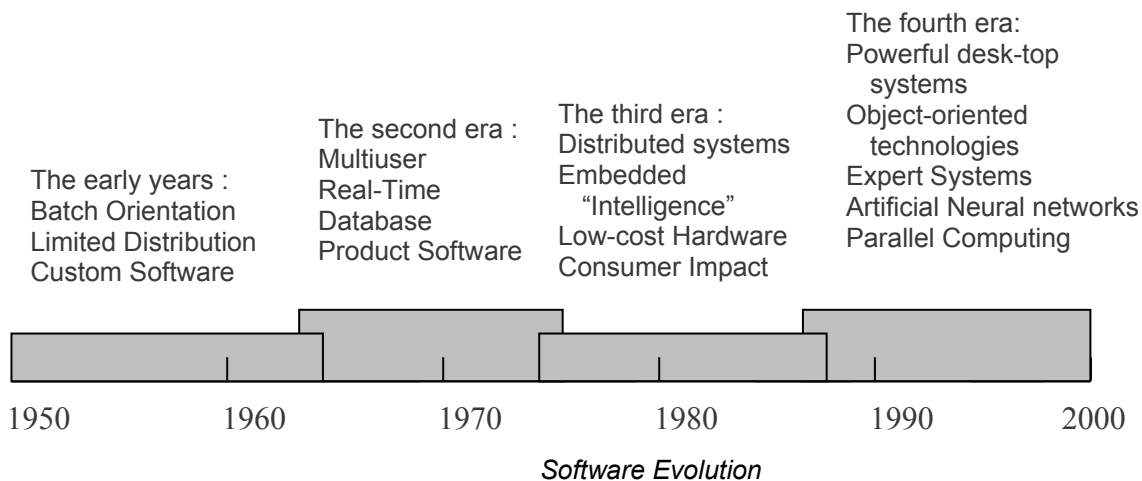 The early years :
Batch Orientation
Limited Distribution
Custom Software
The second era :
Multiuser
Real-Time
Database
Product Software
The third era :
Distributed systems
Embedded
“Intelligence”
Low-cost Hardware
Consumer Impact
The fourth era:
Powerful desk-top
systems
Object-oriented
technologies
Expert Systems
Artificial Neural networks
Parallel Computing
1950 1960 1970 1980 1990 2000
Software Evolution